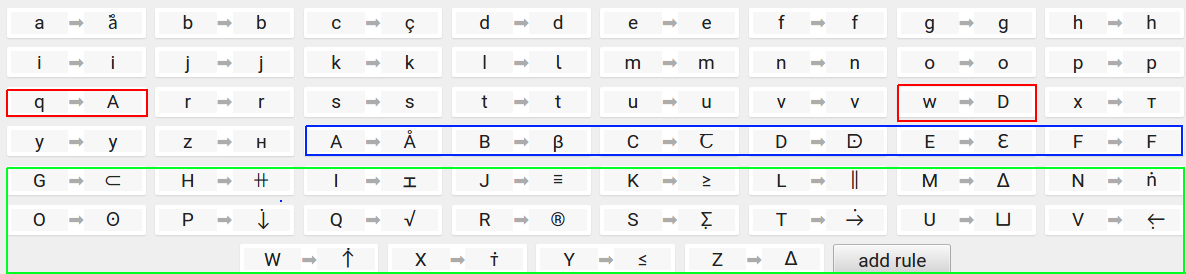 a ➡ å̇ b ➡ b c ➡ ç d ➡ d e ➡ e f ➡ f g ➡ g h ➡ h
i ➡ i j ➡ j k ➡ k l ➡ ɩ m ➡ m n ➡ n o ➡ o p ➡ p
q ➡ A r ➡ r s ➡ s t ➡ t u ➡ u v ➡ v w ➡ D x ➡ т
y ➡ y z ➡ н A ➡ Å B ➡ β C ➡ Ꞇ D ➡ ᗤ E ➡ Ɛ F ➡ F
G ➡ ⊂ H ➡ ⺌ I ➡ ⌶ J ➡ ≡ K ➡ ≥ L ➡ ‖ M ➡ ∆ N ➡ ṅ
O ➡ ʘ P ➡ ↓̇ Q ➡ √ R ➡ ® S ➡ Ʃ̣̇ T ➡ →̇ U ➡ ⊔ V ➡ ←̣̇
W ➡ ↑̇ X ➡ ṫ Y ➡ ≤ Z ➡ ∆ add rule